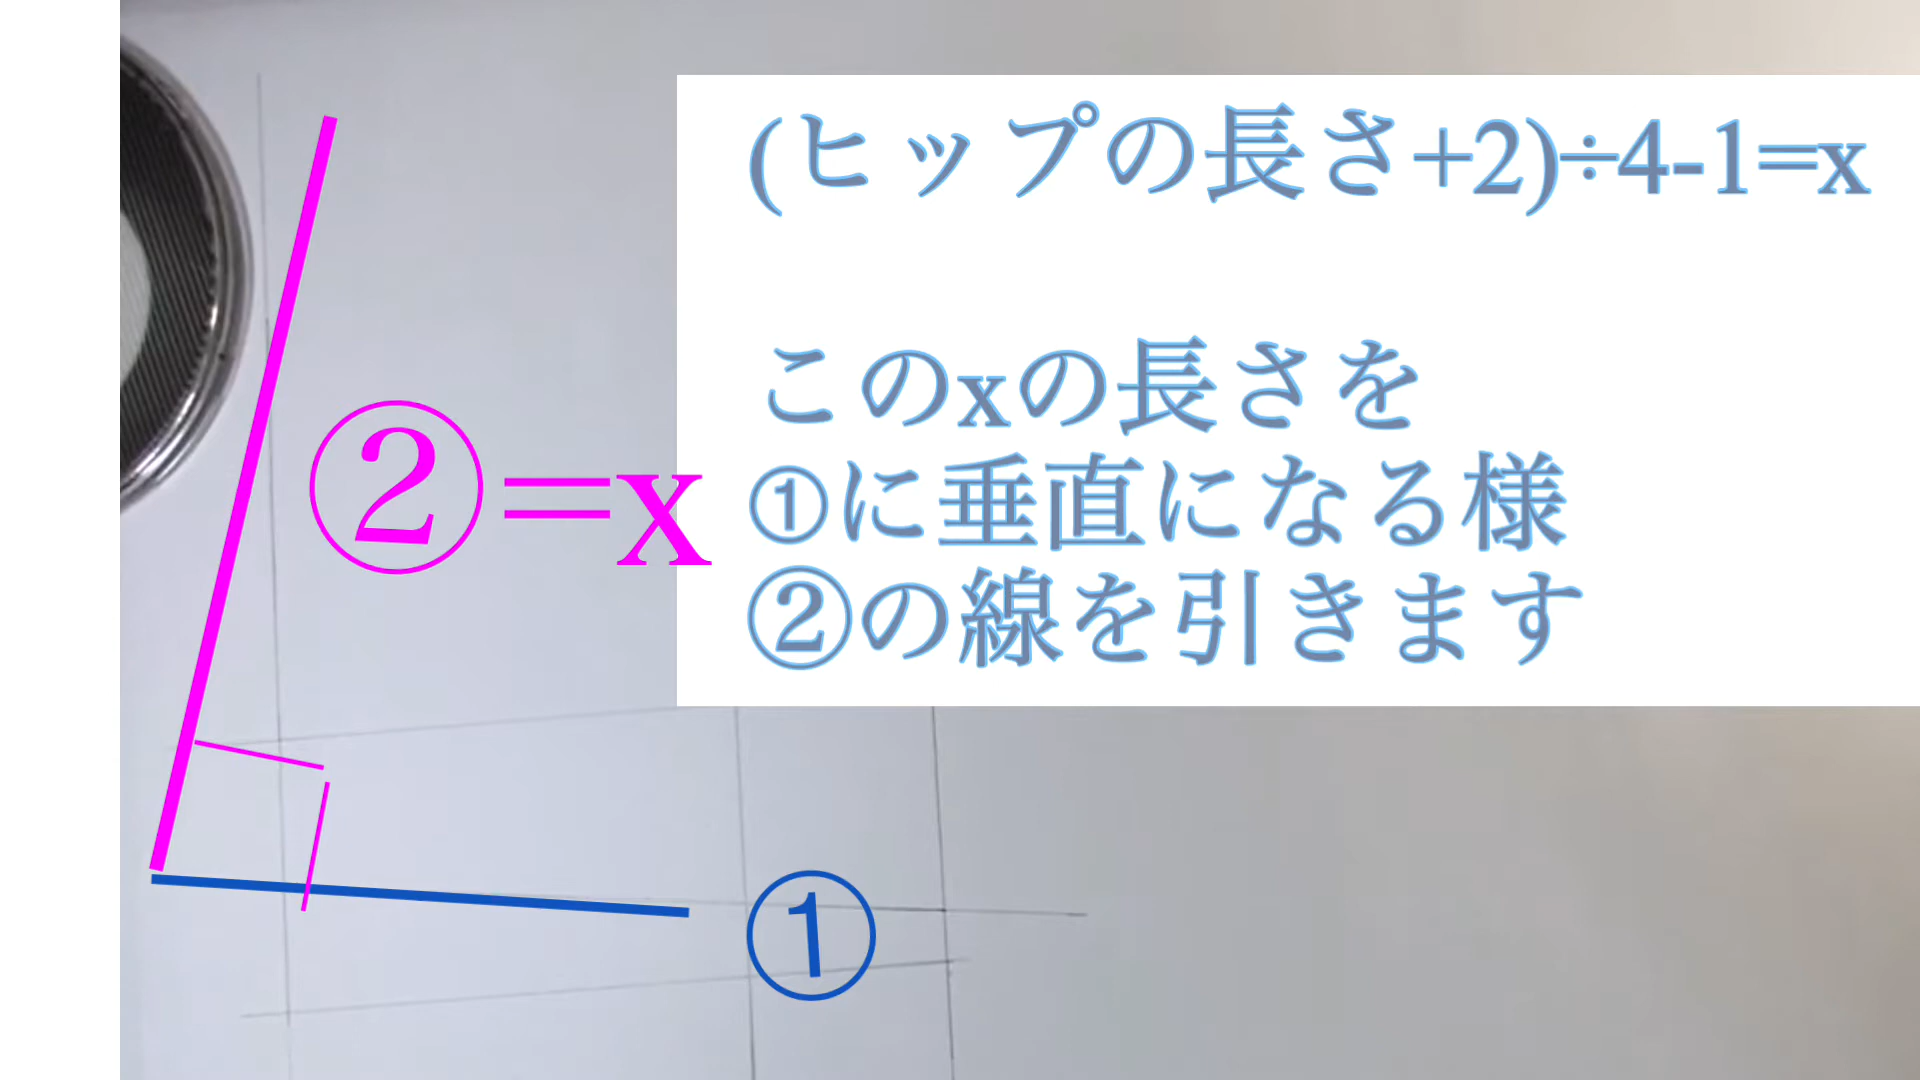 (ヒップの長さ+2)÷4-1=x
このxの長さを
①に垂直になる様
②の線を引きます
②=x
①